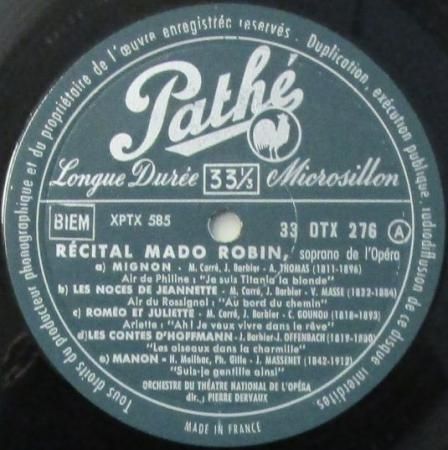 Tous droits du producteur phonographique et du propriétaire de l'œuvre enregistrée réservés - Duplication, exécution publique, radiodiffusion de ce disque interdites.
Pathé
Longue Durée 33 1/3 Microsillon
BIEM XPTX 585 33 DTX 276 A
RÉCITAL MADO ROBIN, soprano de l'Opéra
a) MIGNON - M. Carré, J. Barbier - A. THOMAS (1811-1896)
Air de Philine : "Je suis Titania la blonde"
b) LES NOCES DE JEANNETTE - M. Carré, J. Barbier - V. MASSE (1822-1884)
Air du Rossignol : "Au bord du chemin"
c) ROMÉO ET JULIETTE - M. Carré, J. Barbier - C. GOUNOD (1818-1893)
Ariette : "Ah! Je veux vivre dans le rêve"
d) LES CONTES D'HOFFMANN - J. Barbier - J. OFFENBACH (1819-1880)
"Les oiseaux dans la charmille"
e) MANON - H. Meilhac, Ph. Gille - J. MASSENET (1842-1912)
"Suis-je gentille ainsi"
ORCHESTRE DU THÉATRE NATIONAL DE L'OPÉRA
dir., PIERRE DERVAUX
MADE IN FRANCE